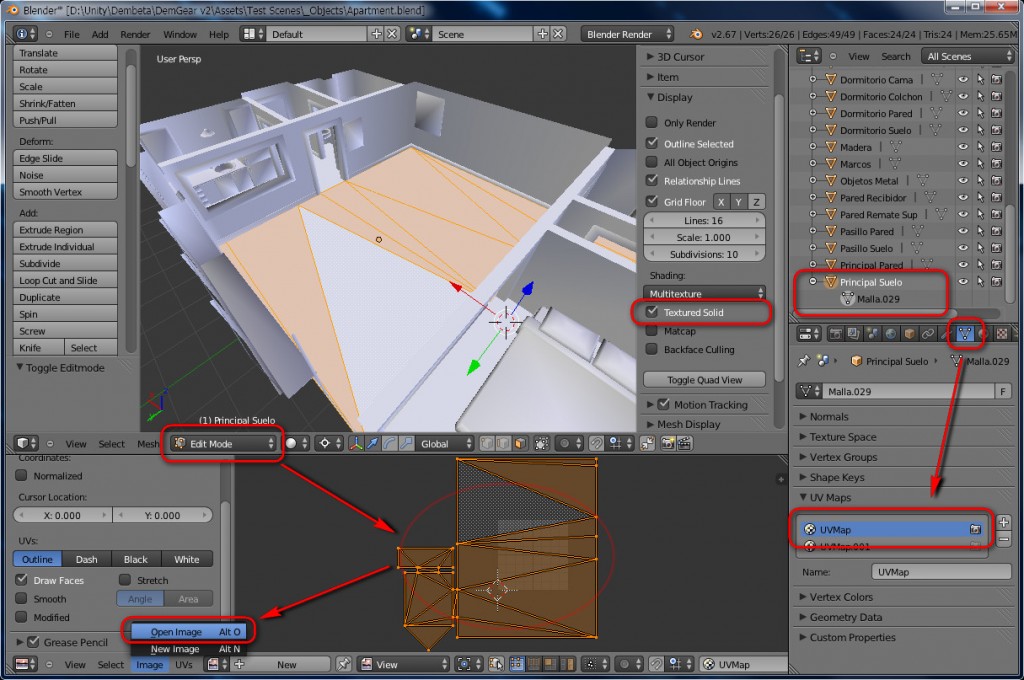 Blender* [D:\Unity\Dembeta\DemGear v2\Assets\Test Scenes\_Objects\Apartment.blend]
File Add Render Window Help Default Scene Blender Render v2.67 | Verts:26/26 | Edges:49/49 | Faces:24/24 | Tris:24 | Mem:25.65M
Translate
Rotate
Scale
Shrink/Fatten
Push/Pull
Deform:
Edge Slide
Noise
Smooth Vertex
Add:
Extrude Region
Extrude Individual
Subdivide
Loop Cut and Slide
Duplicate
Spin
Screw
Knife Select
Toggle Editmode
User Persp
(1) Principal Suelo
3D Cursor
Item
Display
Only Render
Outline Selected
All Object Origins
Relationship Lines
Grid Floor X Y Z
Lines: 16
Scale: 1.000
Subdivisions: 10
Shading:
Multitexture
Textured Solid
Matcap
Backface Culling
Toggle Quad View
Motion Tracking
Mesh Display
View Search All Scenes
Dormitorio Cama
Dormitorio Colchon
Dormitorio Pared
Dormitorio Suelo
Madera
Marcos
Objetos Metal
Pared Recibidor
Pared Remate Sup
Pasillo Pared
Pasillo Suelo
Principal Pared
Principal Suelo
Malla.029
Principal Suelo Malla.029
Malla.029 F
Normals
Texture Space
Vertex Groups
Shape Keys
UV Maps
UVMap
UVMap.001
Name: UVMap
Vertex Colors
Geometry Data
Custom Properties
View Select Mesh Edit Mode Global
Coordinates:
Normalized
Cursor Location:
X: 0.000 Y: 0.000
UVs:
Outline Dash Black White
Draw Faces Stretch
Smooth Angle Area
Modified
Grease Pencil
Open Image Alt O
New Image Alt N
View Select Image UVs New View UVMap